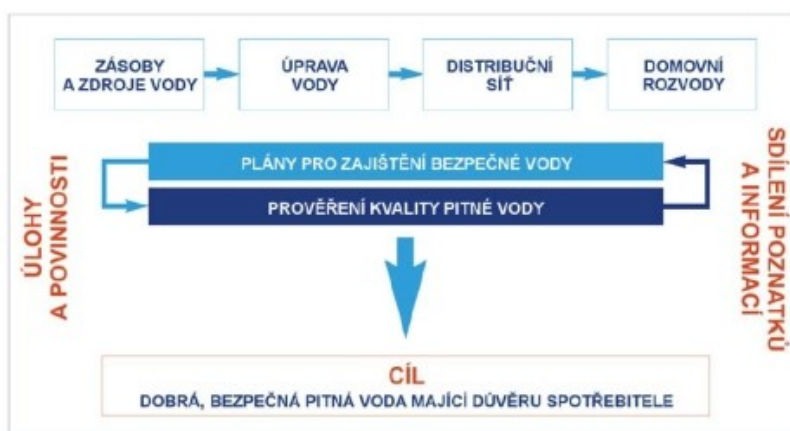 ZÁSOBY
A ZDROJE VODY
ÚPRAVA
VODY
DISTRIBUČNÍ
SÍŤ
DOMOVNÍ
ROZVODY
ÚLOHY
A POVINNOSTI
PLÁNY PRO ZAJIŠTĚNÍ BEZPEČNÉ VODY
PROVĚŘENÍ KVALITY PITNÉ VODY
SDÍLENÍ POZNATKŮ
A INFORMACÍ
CÍL
DOBRÁ, BEZPEČNÁ PITNÁ VODA MAJÍCÍ DŮVĚRU SPOTŘEBITELE